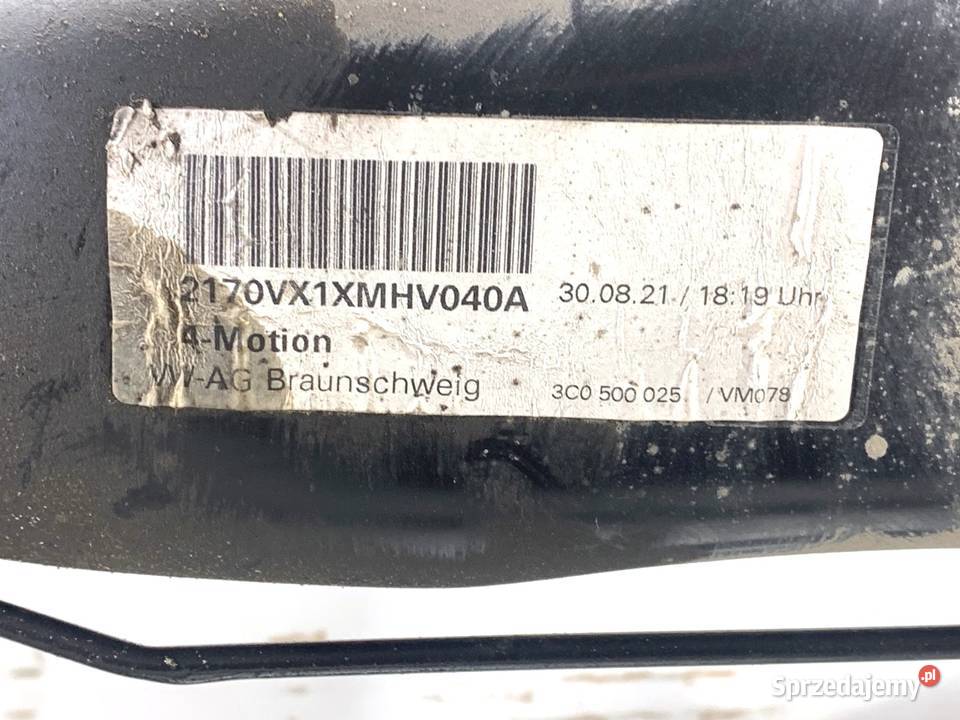 2170VX1XMHV040A
30.08.21 / 18:19 Uhr
4-Motion
VW-AG Braunschweig
3C0 500 025 / VM078
Sprzedajemy.pl